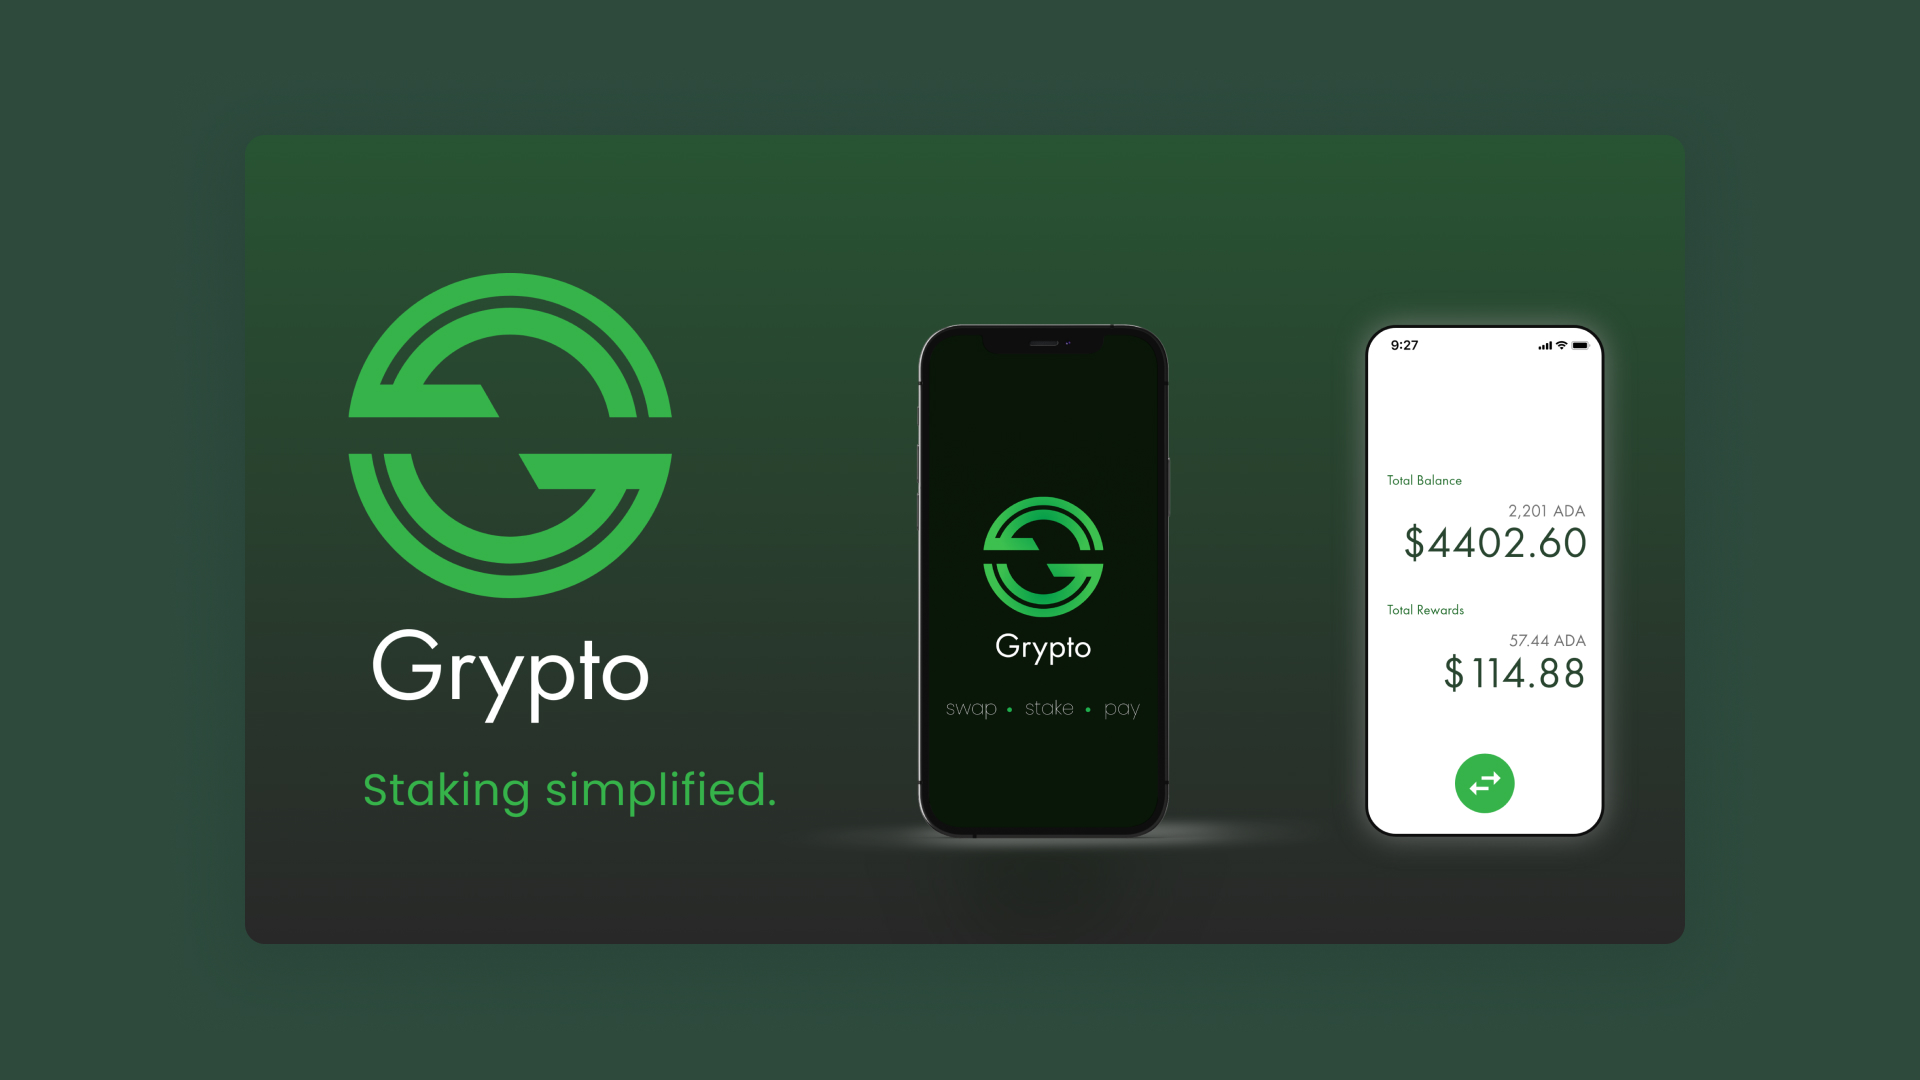 Grypto
Staking simplified.
Grypto
swap • stake • pay
9:27
Total Balance
2,201 ADA
$4402.60
Total Rewards
57.44 ADA
$114.88